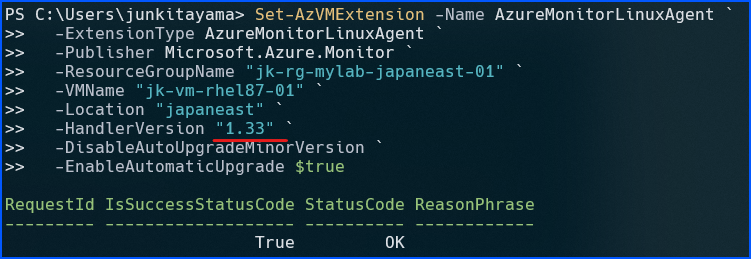 PS C:\Users\junkitayama> Set-AzVMExtension -Name AzureMonitorLinuxAgent `
>>   -ExtensionType AzureMonitorLinuxAgent `
>>   -Publisher Microsoft.Azure.Monitor `
>>   -ResourceGroupName "jk-rg-mylab-japaneast-01" `
>>   -VMName "jk-vm-rhel87-01" `
>>   -Location "japaneast" `
>>   -HandlerVersion "1.33" `
>>   -DisableAutoUpgradeMinorVersion `
>>   -EnableAutomaticUpgrade $true
RequestId IsSuccessStatusCode StatusCode ReasonPhrase
--------- ------------------- ---------- ------------
                         True         OK